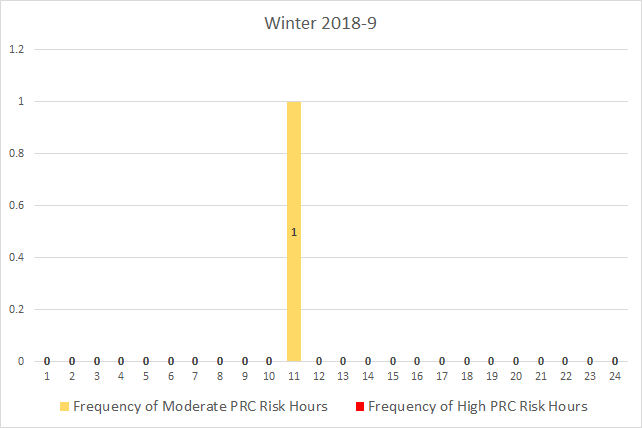 Winter 2018-9
1.2
1
0.8
0.6
0.4
0.2
0
1
0 0 0 0 0 0 0 0 0 0 0 0 0 0 0 0 0 0 0 0 0 0 0
1 2 3 4 5 6 7 8 9 10 11 12 13 14 15 16 17 18 19 20 21 22 23 24
Frequency of Moderate PRC Risk Hours Frequency of High PRC Risk Hours